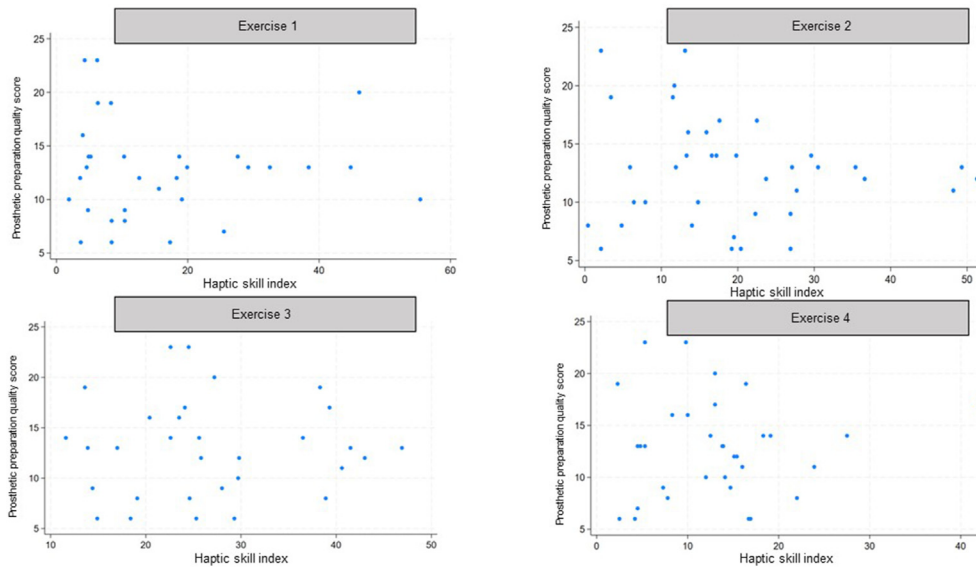 Exercise 1
25
20
15
10
5
Prosthetic preparation quality score
0 20 40 60
Haptic skill index
Exercise 2
25
20
15
10
5
Prosthetic preparation quality score
0 10 20 30 40 50
Haptic skill index
Exercise 3
25
20
15
10
5
Prosthetic preparation quality score
10 20 30 40 50
Haptic skill index
Exercise 4
25
20
15
10
5
Prosthetic preparation quality score
0 10 20 30 40
Haptic skill index